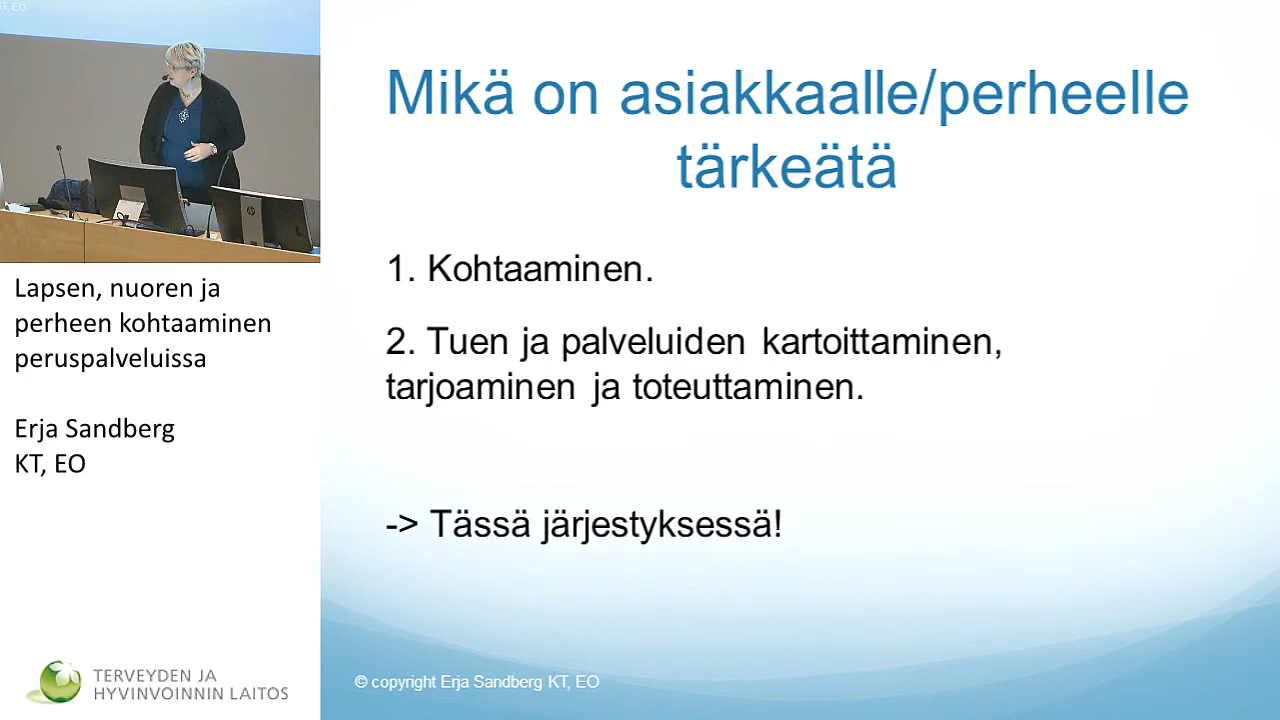 T, EO
Mikä on asiakkaalle/perheelle
tärkeätä
1. Kohtaaminen.
2. Tuen ja palveluiden kartoittaminen,
tarjoaminen ja toteuttaminen.
-> Tässä järjestyksessä!
© copyright Erja Sandberg KT, EO
Lapsen, nuoren ja
perheen kohtaaminen
peruspalveluissa
Erja Sandberg
KT, EO
TERVEYDEN JA
HYVINVOINNIN LAITOS